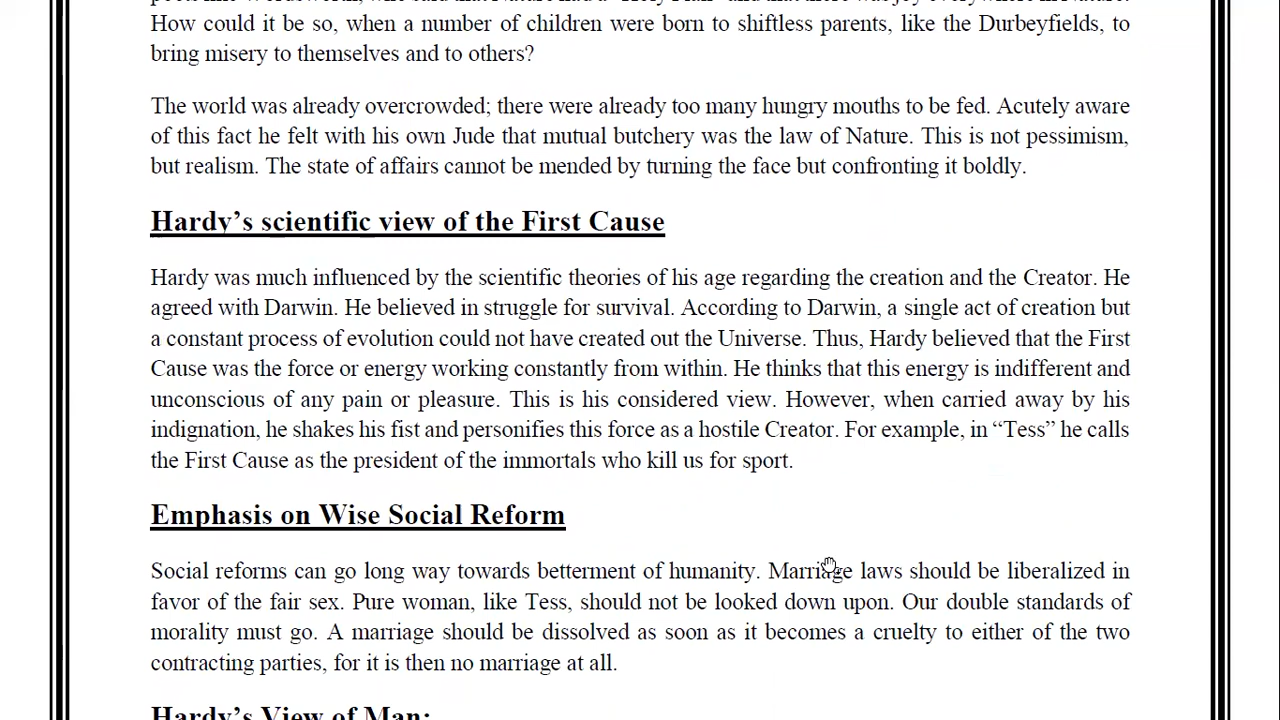 How could it be so, when a number of children were born to shiftless parents, like the Durbeyfields, to
bring misery to themselves and to others?
The world was already overcrowded; there were already too many hungry mouths to be fed. Acutely aware
of this fact he felt with his own Jude that mutual butchery was the law of Nature. This is not pessimism,
but realism. The state of affairs cannot be mended by turning the face but confronting it boldly.
Hardy’s scientific view of the First Cause
Hardy was much influenced by the scientific theories of his age regarding the creation and the Creator. He
agreed with Darwin. He believed in struggle for survival. According to Darwin, a single act of creation but
a constant process of evolution could not have created out the Universe. Thus, Hardy believed that the First
Cause was the force or energy working constantly from within. He thinks that this energy is indifferent and
unconscious of any pain or pleasure. This is his considered view. However, when carried away by his
indignation, he shakes his fist and personifies this force as a hostile Creator. For example, in “Tess” he calls
the First Cause as the president of the immortals who kill us for sport.
Emphasis on Wise Social Reform
Social reforms can go long way towards betterment of humanity. Marriage laws should be liberalized in
favor of the fair sex. Pure woman, like Tess, should not be looked down upon. Our double standards of
morality must go. A marriage should be dissolved as soon as it becomes a cruelty to either of the two
contracting parties, for it is then no marriage at all.
Hardy’s View of Man: